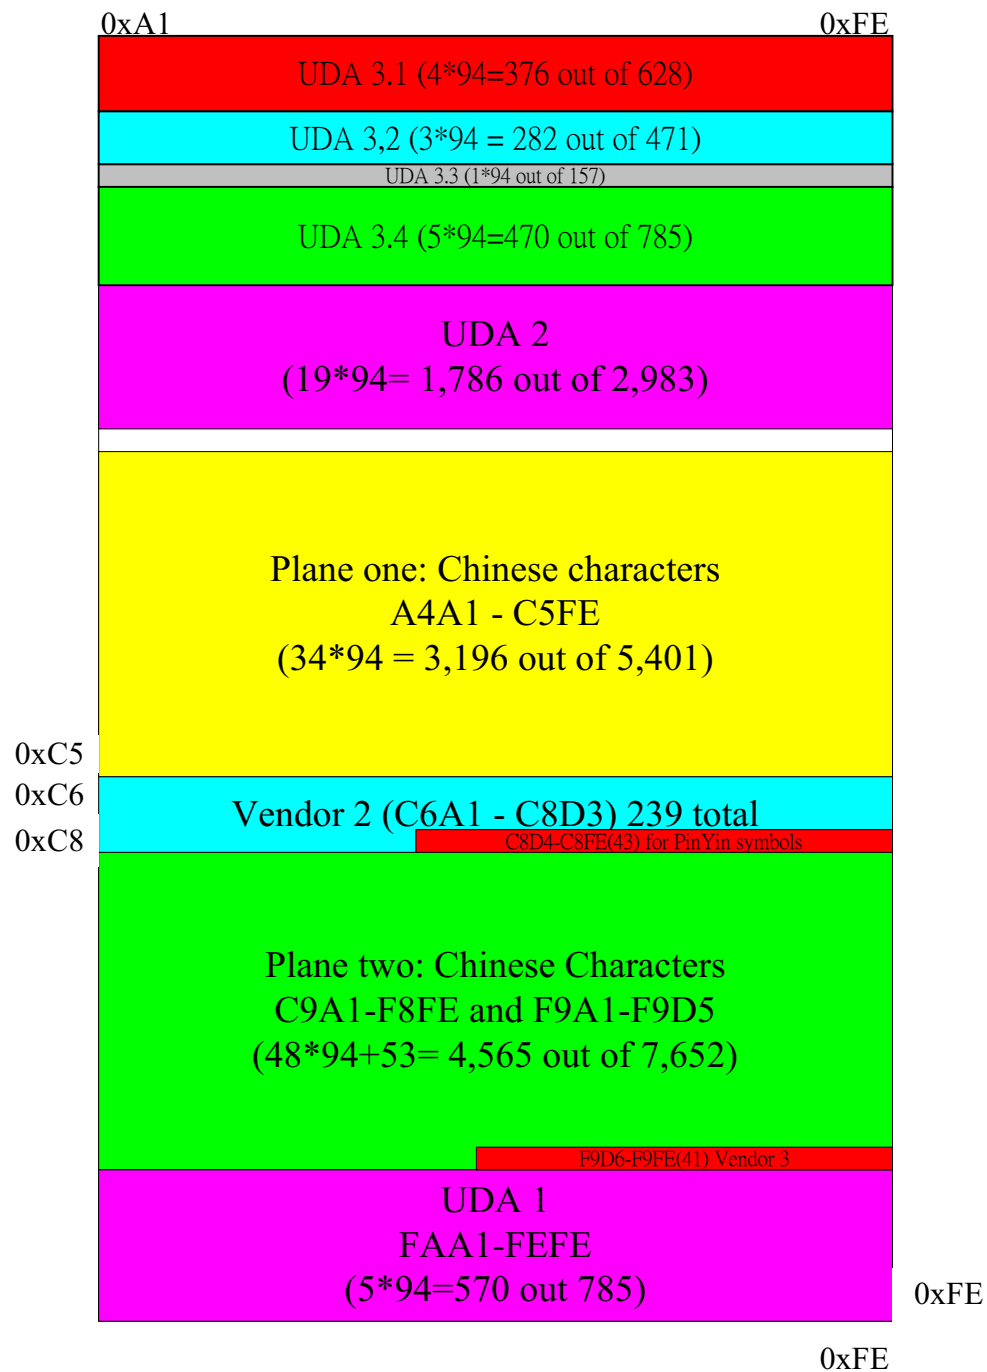 0xA1 0xFE
UDA 3.1 (4*94=376 out of 628)
UDA 3,2 (3*94 = 282 out of 471)
UDA 3.3 (1*94 out of 157)
UDA 3.4 (5*94=470 out of 785)
UDA 2
(19*94= 1,786 out of 2,983)
Plane one: Chinese characters
A4A1 - C5FE
(34*94 = 3,196 out of 5,401)
0xC5
0xC6
Vendor 2 (C6A1 - C8D3) 239 total
0xC8
C8D4-C8FE(43) for PinYin symbols
Plane two: Chinese Characters
C9A1-F8FE and F9A1-F9D5
(48*94+53= 4,565 out of 7,652)
F9D6-F9FE(41) Vendor 3
UDA 1
FAA1-FEFE
(5*94=570 out 785)
0xFE
0xFE